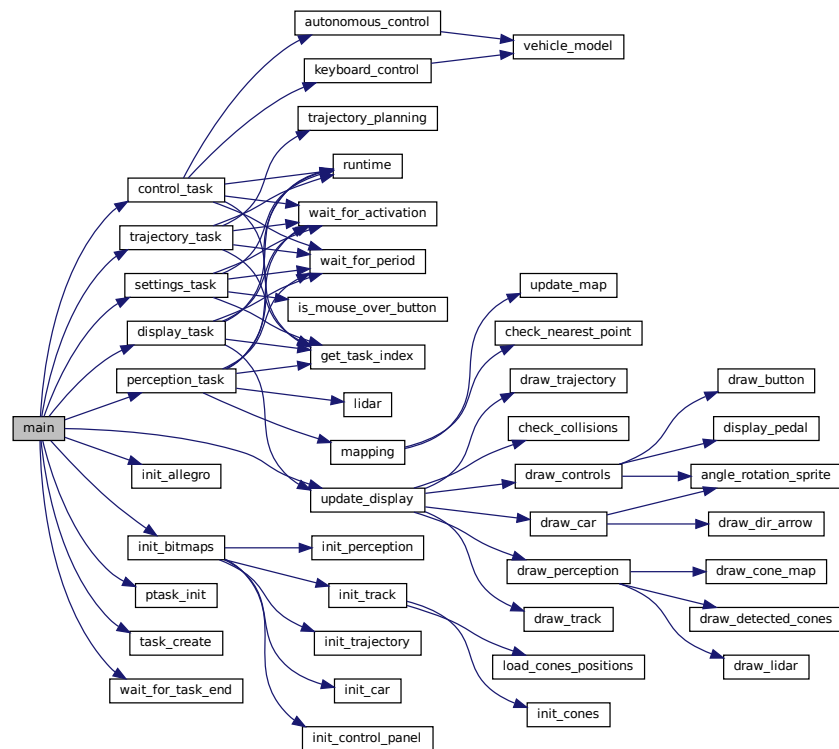 autonomous_control
vehicle_model
keyboard_control
trajectory_planning
runtime
control_task
wait_for_activation
trajectory_task
wait_for_period
update_map
settings_task
is_mouse_over_button
display_task
check_nearest_point
get_task_index
perception_task
draw_trajectory
draw_button
lidar
main
check_collisions
display_pedal
mapping
init_allegro
draw_controls
angle_rotation_sprite
update_display
draw_car
draw_dir_arrow
init_bitmaps
init_perception
draw_perception
draw_cone_map
ptask_init
init_track
draw_track
draw_detected_cones
task_create
init_trajectory
load_cones_positions
draw_lidar
wait_for_task_end
init_car
init_cones
init_control_panel